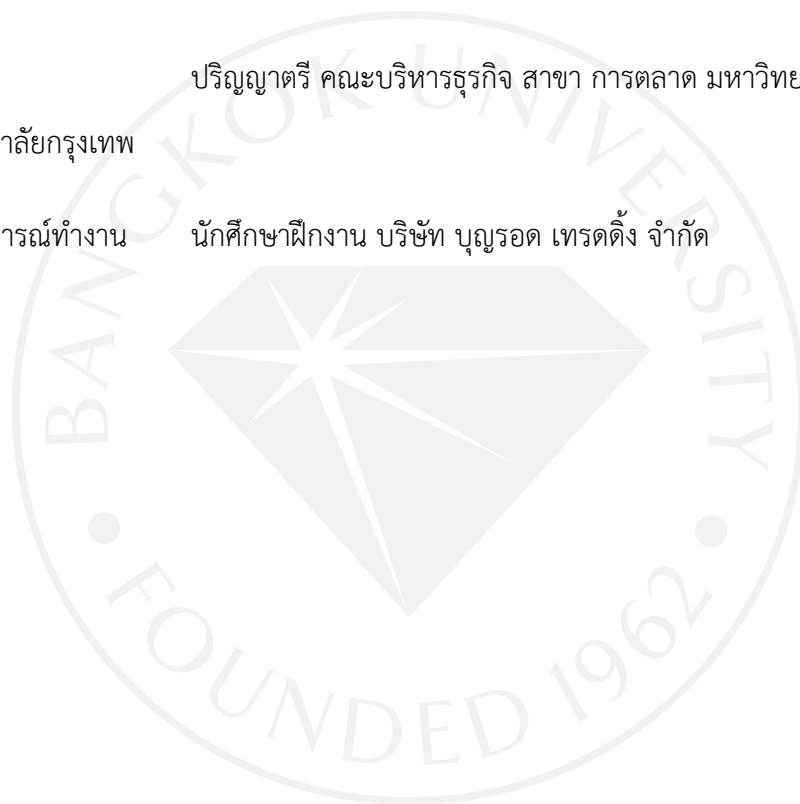 ปริญญาตรี คณะบริหารธุรกิจ สาขา การตลาด มหาวิทย
าลัยกรุงเทพ
ารณ์ทำงาน นักศึกษาฝึกงาน บริษัท บุญรอด เทรดดิ้ง จำกัด
BANGKOK UNIVERSITY
FOUNDED 1962